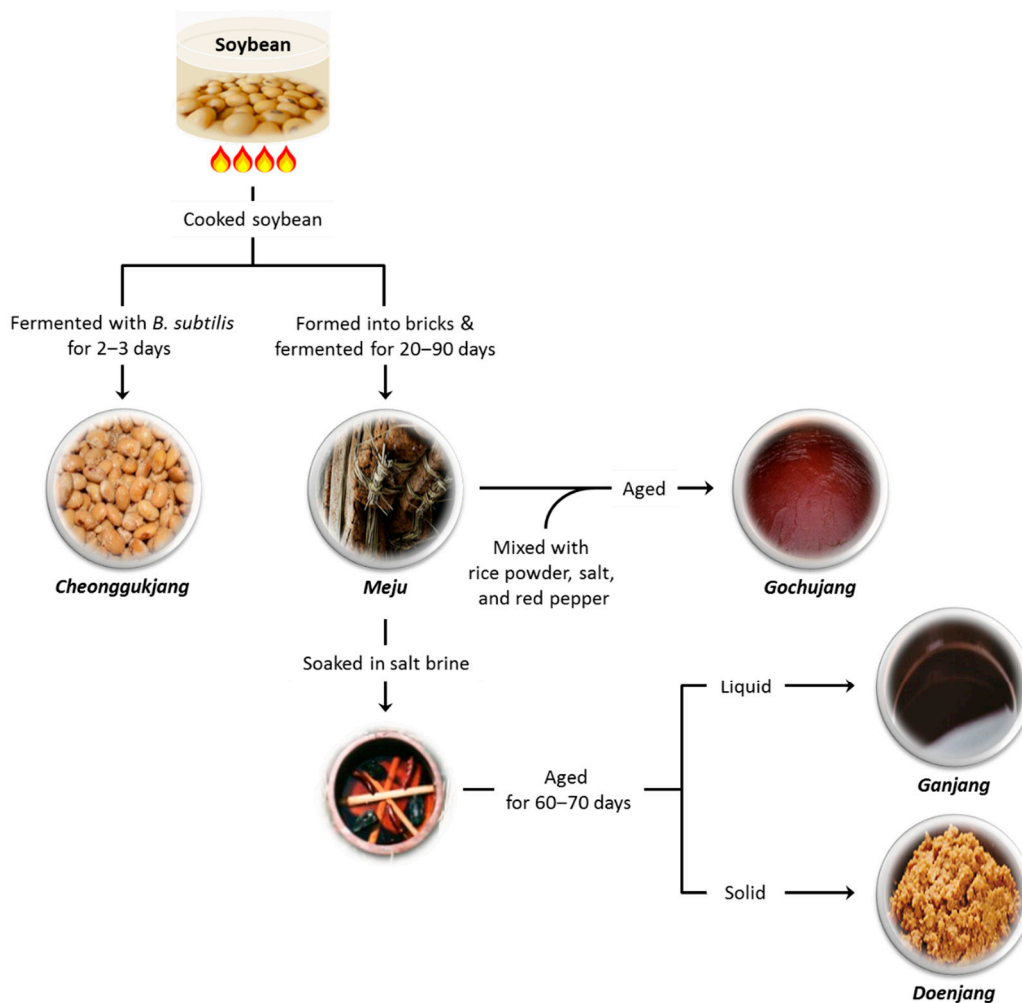 Soybean
Cooked soybean
Fermented with B. subtilis
for 2–3 days
Formed into bricks &
fermented for 20–90 days
Cheonggukjang
Meju
Mixed with
rice powder, salt,
and red pepper
Aged
Gochujang
Soaked in salt brine
Aged
for 60–70 days
Liquid
Ganjang
Solid
Doenjang